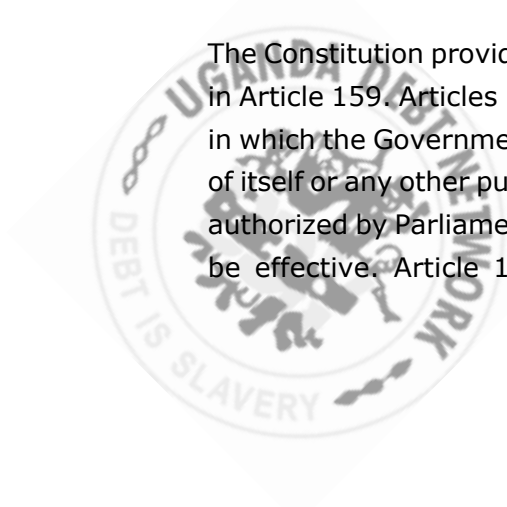 The Constitution provid
in Article 159. Articles
in which the Governme
of itself or any other pu
authorized by Parliame
be effective. Article 1
UGANDA DEBT NETWORK
DEBT IS SLAVERY